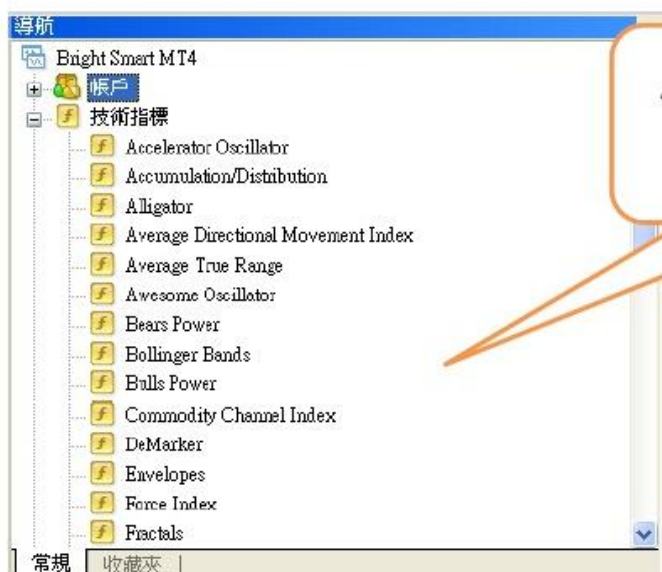 導航
Bright Smart MT4
帳戶
技術指標
Accelerator Oscillator
Accumulation/Distribution
Alligator
Average Directional Movement Index
Average True Range
Awesome Oscillator
Bears Power
Bollinger Bands
Bulls Power
Commodity Channel Index
DeMarker
Envelopes
Force Index
Fractals
常規 收藏夾